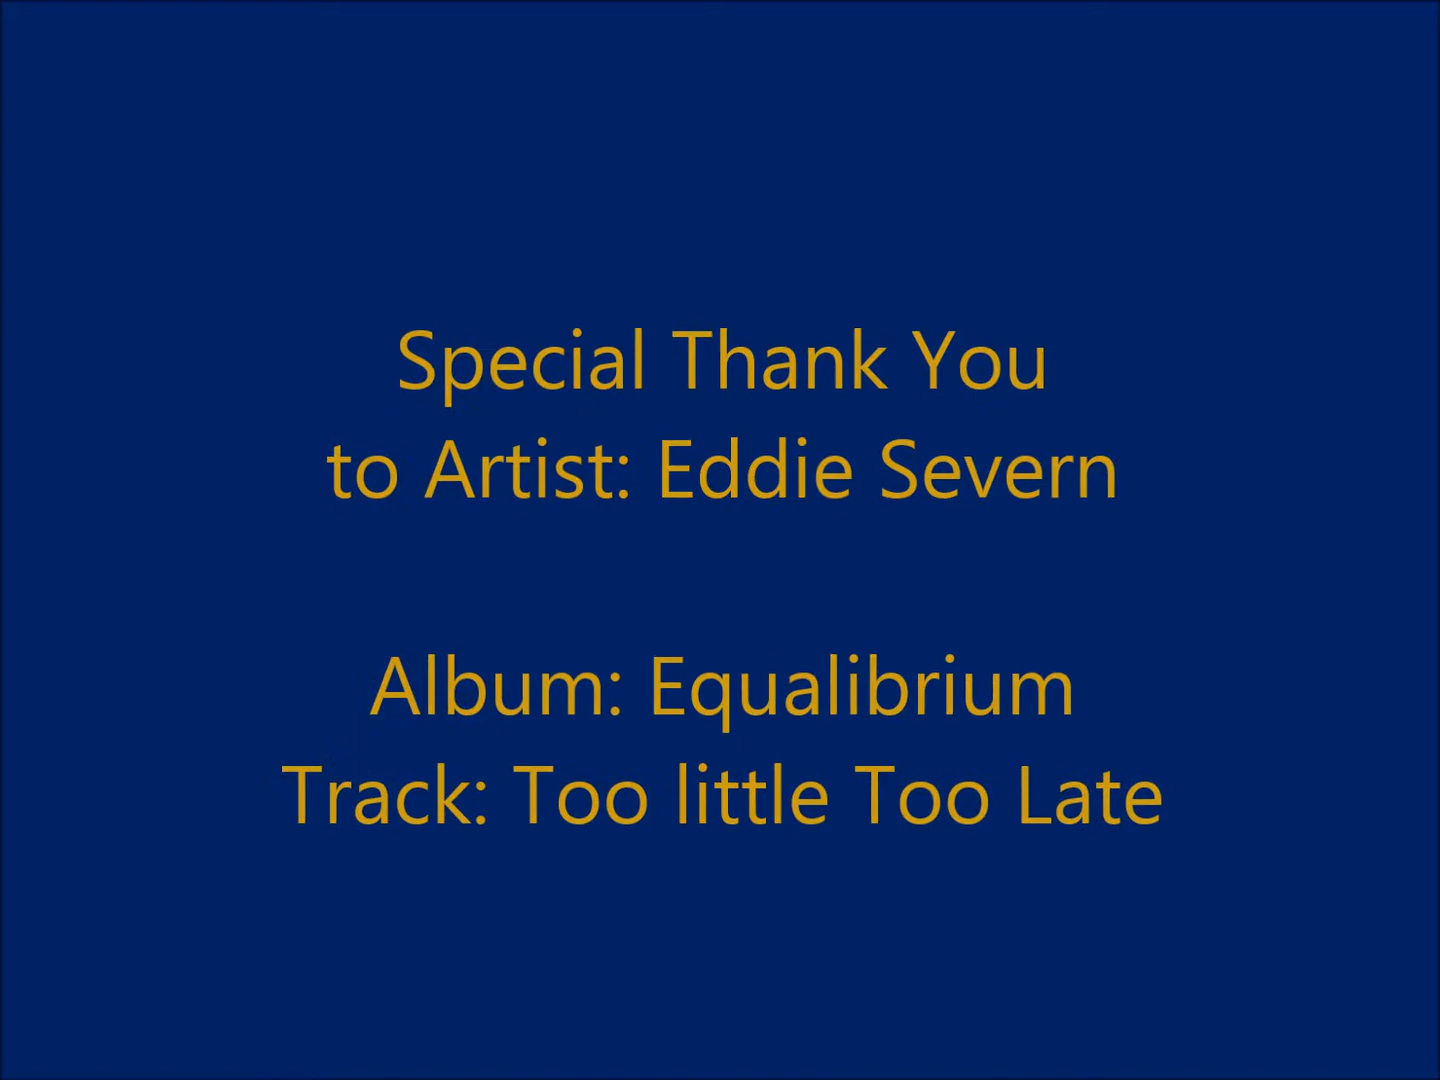 Special Thank You
to Artist: Eddie Severn
Album: Equalibrium
Track: Too little Too Late